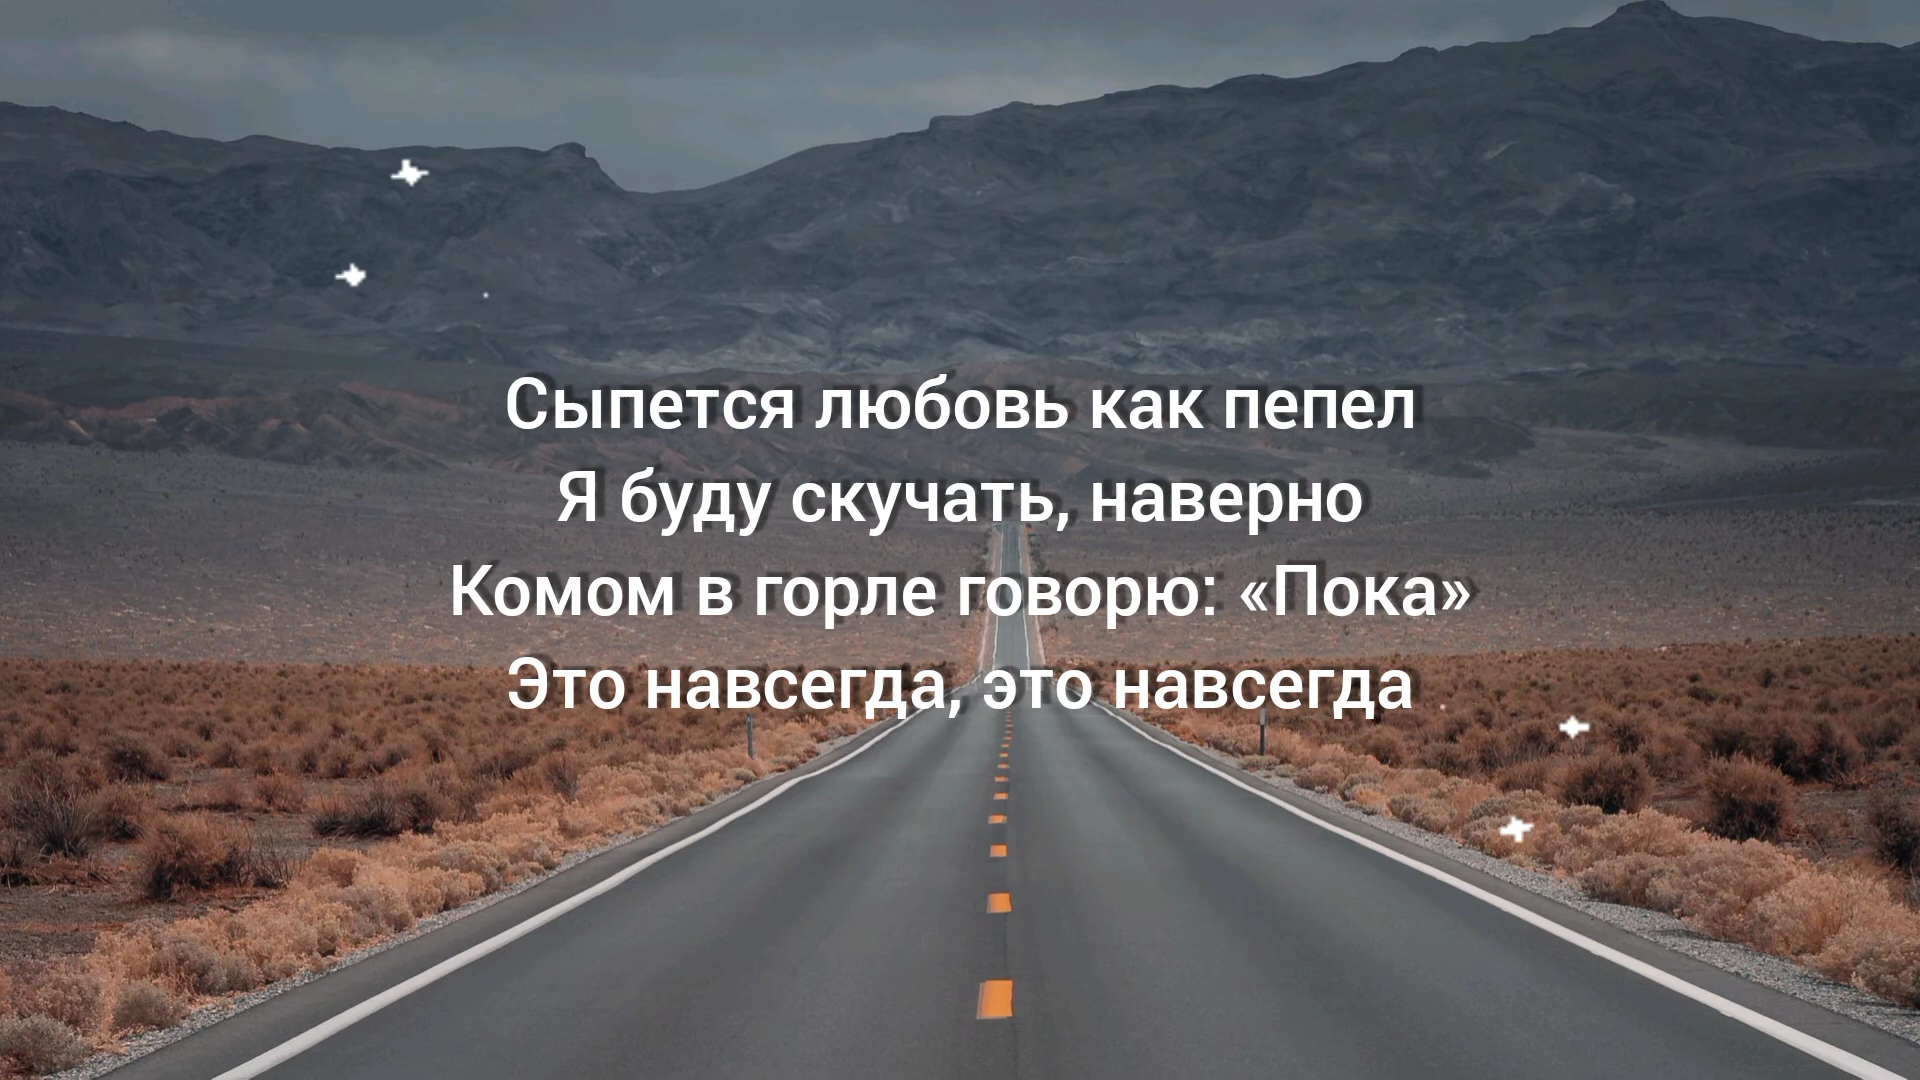 Сыпется любовь как пепел
Я буду скучать, наверно
Комом в горле говорю: «Пока»
Это навсегда, это навсегда